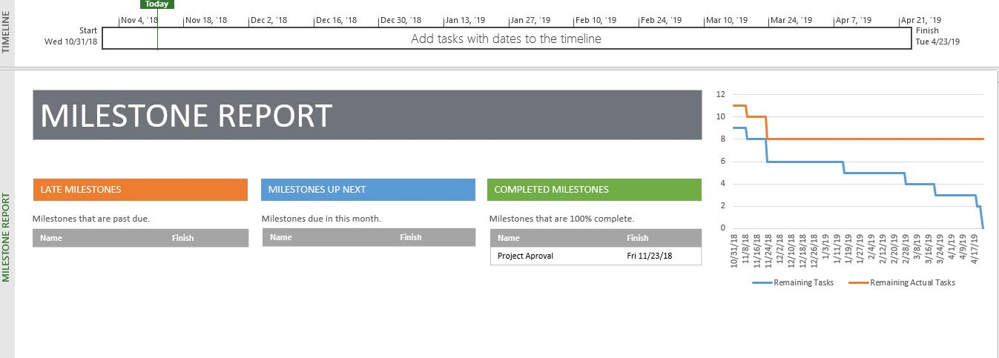 Today
TIMELINE
Nov 4, '18 Nov 18, '18 Dec 2, '18 Dec 16, '18 Dec 30, '18 Jan 13, '19 Jan 27, '19 Feb 10, '19 Feb 24, '19 Mar 10, '19 Mar 24, '19 Apr 7, '19 Apr 21, '19
Start
Wed 10/31/18
Add tasks with dates to the timeline
Finish
Tue 4/23/19
MILESTONE REPORT
MILESTONE REPORT
LATE MILESTONES
Milestones that are past due.
Name Finish
MILESTONES UP NEXT
Milestones due in this month.
Name Finish
COMPLETED MILESTONES
Milestones that are 100% complete.
Name Finish
Project Aproval Fri 11/23/18
12
10
8
6
4
2
0
10/31/18 11/8/18 11/16/18 11/24/18 12/2/18 12/10/18 12/18/18 12/26/18 1/3/19 1/11/19 1/19/19 1/27/19 2/4/19 2/12/19 2/20/19 2/28/19 3/8/19 3/16/19 3/24/19 4/1/19 4/9/19 4/17/19
Remaining Tasks Remaining Actual Tasks